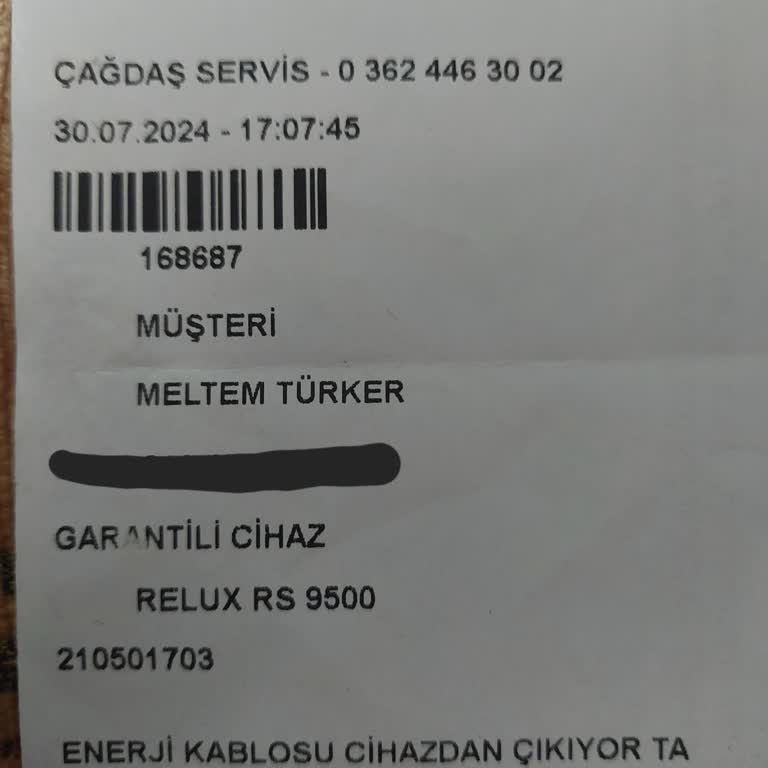 ÇAĞDAŞ SERVİS - 0 362 446 30 02
30.07.2024 - 17:07:45
168687
MÜŞTERİ
MELTEM TÜRKER
GARANTİLİ CİHAZ
RELUX RS 9500
210501703
ENERJİ KABLOSU CİHAZDAN ÇIKIYOR TA